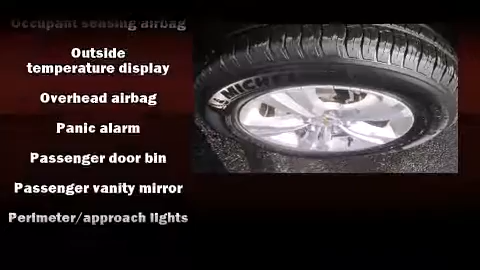 Occupant sensing airbag
Outside
temperature display
Overhead airbag
Panic alarm
Passenger door bin
Passenger vanity mirror
Perimeter/approach lights
MICHE